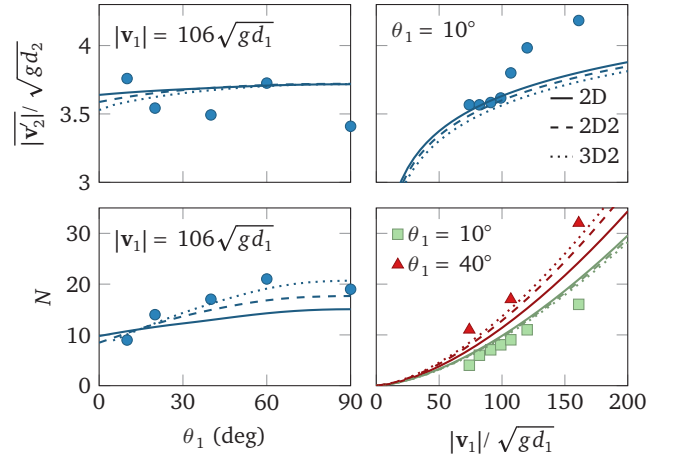 |v₁| = 106√gd₁
θ₁ = 10°
4
3.5
3
|v′₂|/ √gd₂
2D
2D2
3D2
|v₁| = 106√gd₁
θ₁ = 10°
θ₁ = 40°
30
20
10
0
N
0 30 60 90
0 50 100 150 200
θ₁ (deg)
|v₁|/ √gd₁